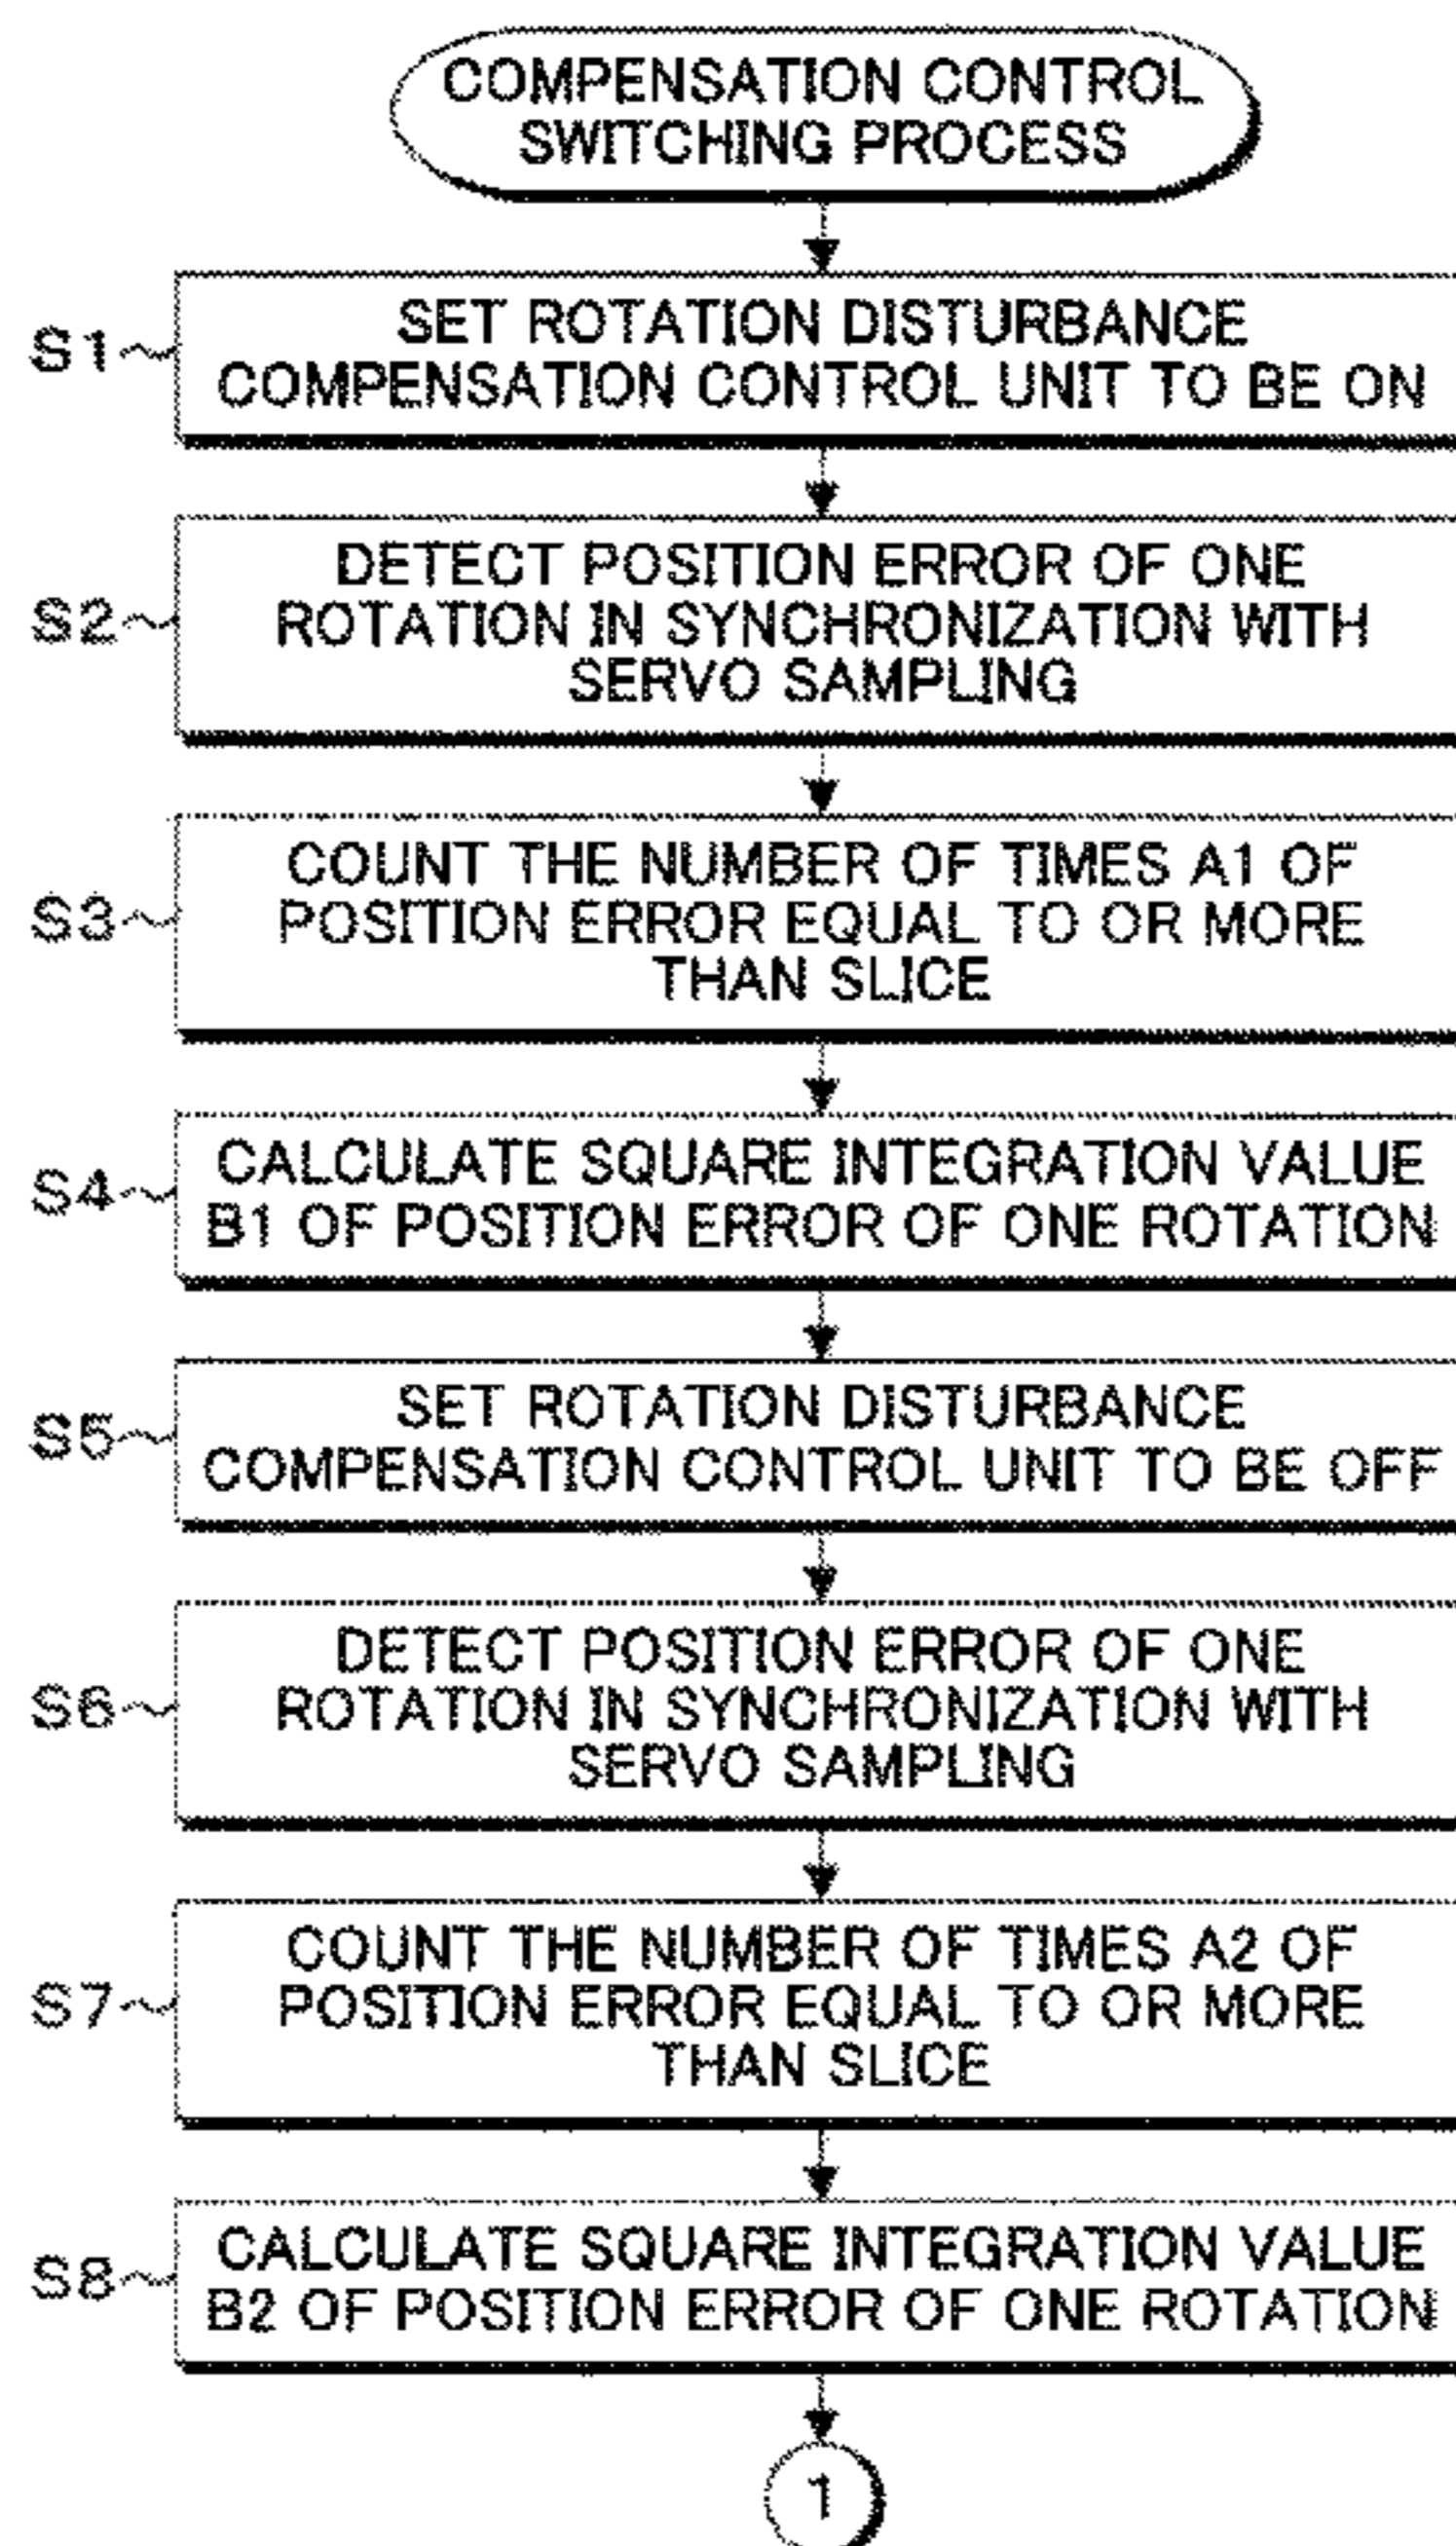 COMPENSATION CONTROL
SWITCHING PROCESS
S1
SET ROTATION DISTURBANCE
COMPENSATION CONTROL UNIT TO BE ON
S2
DETECT POSITION ERROR OF ONE
ROTATION IN SYNCHRONIZATION WITH
SERVO SAMPLING
S3
COUNT THE NUMBER OF TIMES A1 OF
POSITION ERROR EQUAL TO OR MORE
THAN SLICE
S4
CALCULATE SQUARE INTEGRATION VALUE
B1 OF POSITION ERROR OF ONE ROTATION
S5
SET ROTATION DISTURBANCE
COMPENSATION CONTROL UNIT TO BE OFF
S6
DETECT POSITION ERROR OF ONE
ROTATION IN SYNCHRONIZATION WITH
SERVO SAMPLING
S7
COUNT THE NUMBER OF TIMES A2 OF
POSITION ERROR EQUAL TO OR MORE
THAN SLICE
S8
CALCULATE SQUARE INTEGRATION VALUE
B2 OF POSITION ERROR OF ONE ROTATION
1